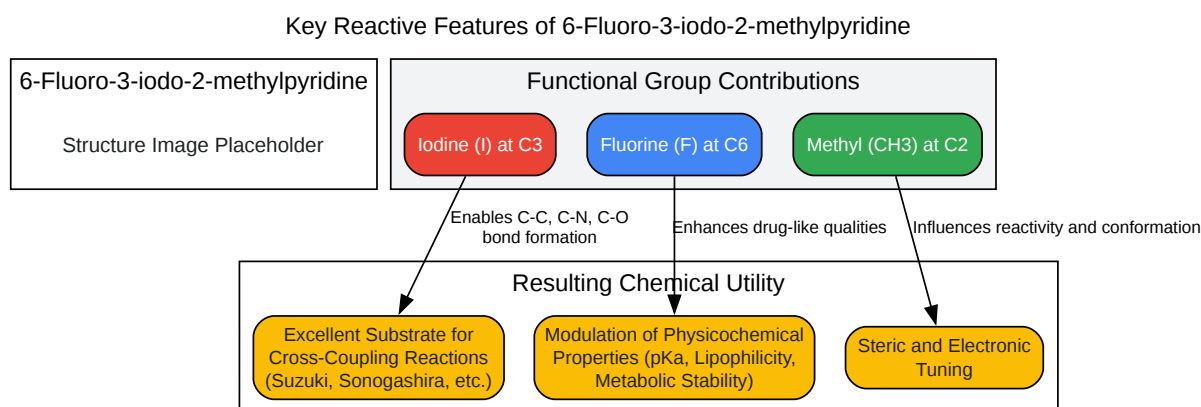 Key Reactive Features of 6-Fluoro-3-iodo-2-methylpyridine
6-Fluoro-3-iodo-2-methylpyridine
Structure Image Placeholder
Functional Group Contributions
Iodine (I) at C3
Fluorine (F) at C6
Methyl (CH3) at C2
Enables C-C, C-N, C-O
bond formation
Enhances drug-like qualities
Influences reactivity and conformation
Resulting Chemical Utility
Excellent Substrate for
Cross-Coupling Reactions
(Suzuki, Sonogashira, etc.)
Modulation of Physicochemical
Properties (pKa, Lipophilicity,
Metabolic Stability)
Steric and Electronic
Tuning